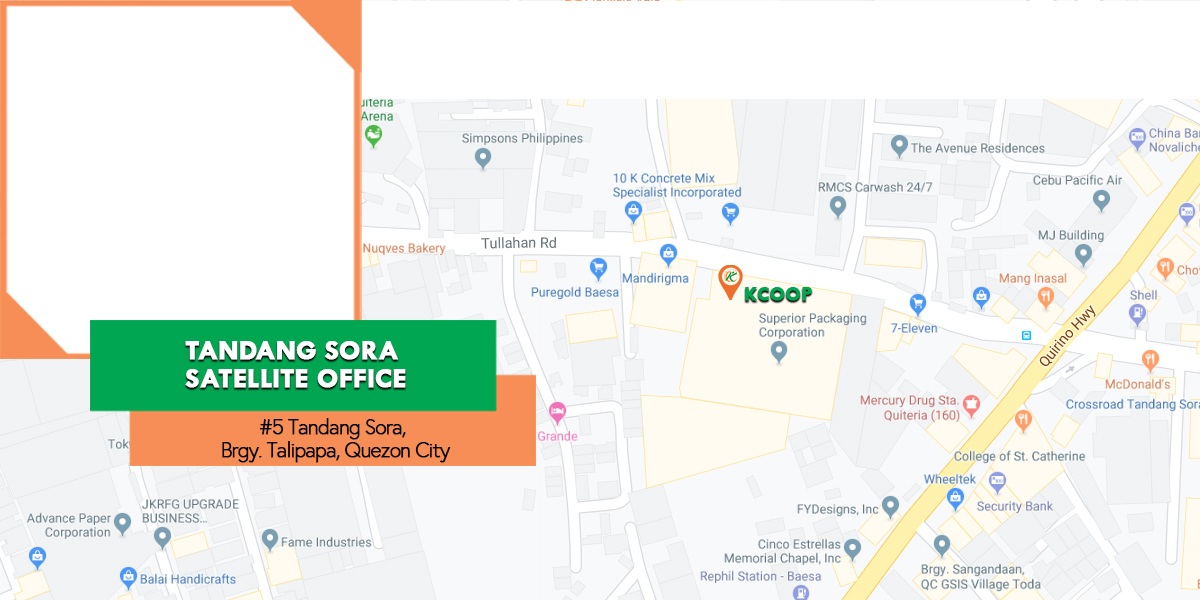 uiteria
Arena
Simpsons Philippines
The Avenue Residences
China Ba
Novaliche
10 K Concrete Mix
Specialist Incorporated
RMCS Carwash 24/7
Cebu Pacific Air
Nuqves Bakery
Tullahan Rd
MJ Building
Mandirigma
Puregold Baesa
KCOOP
Mang Inasal
Cho
Shell
Superior Packaging
Corporation
7-Eleven
Quirino Hwy
TANDANG SORA
SATELLITE OFFICE
#5 Tandang Sora,
Brgy. Talipapa, Quezon City
McDonald's
Mercury Drug Sta.
Quiteria (160)
Crossroad Tandang Sora
Grande
Tok
College of St. Catherine
Wheeltek
Security Bank
JKRFG UPGRADE
BUSINESS...
Advance Paper
Corporation
FYDesigns, Inc
Fame Industries
Cinco Estrellas
Memorial Chapel, Inc
Balai Handicrafts
Rephil Station - Baesa
Brgy. Sangandaan,
QC GSIS Village Toda